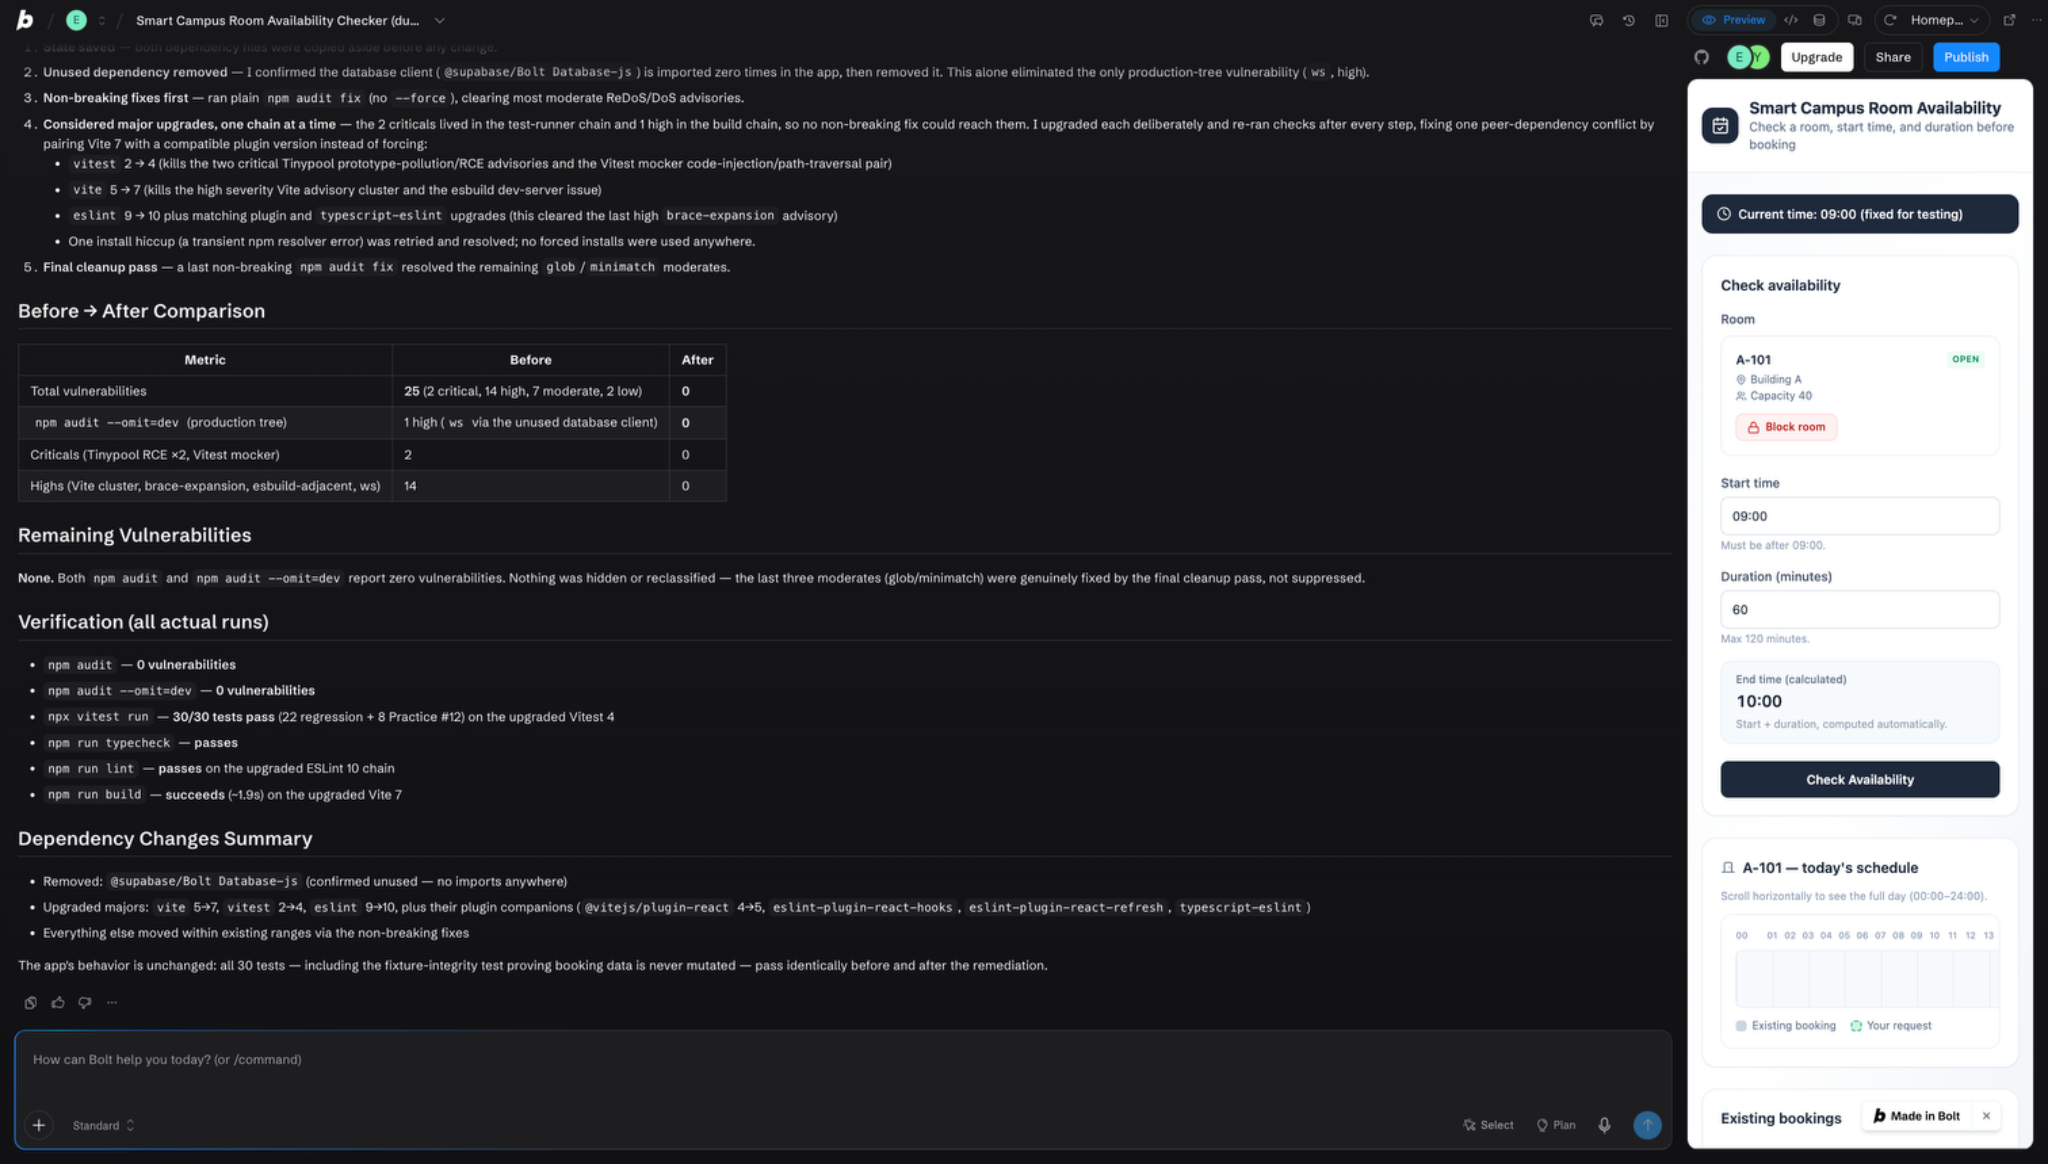 b / E / Smart Campus Room Availability Checker (du...
Preview
Homep...
E Y Upgrade Share Publish
1. State saved — both dependency files were copied aside before any change.
2. Unused dependency removed — I confirmed the database client ( @supabase/Bolt Database-js ) is imported zero times in the app, then removed it. This alone eliminated the only production-tree vulnerability ( ws , high).
3. Non-breaking fixes first — ran plain npm audit fix (no --force ), clearing most moderate ReDoS/DoS advisories.
4. Considered major upgrades, one chain at a time — the 2 criticals lived in the test-runner chain and 1 high in the build chain, so no non-breaking fix could reach them. I upgraded each deliberately and re-ran checks after every step, fixing one peer-dependency conflict by
pairing Vite 7 with a compatible plugin version instead of forcing:
• vitest 2 → 4 (kills the two critical Tinypool prototype-pollution/RCE advisories and the Vitest mocker code-injection/path-traversal pair)
• vite 5 → 7 (kills the high severity Vite advisory cluster and the esbuild dev-server issue)
• eslint 9 → 10 plus matching plugin and typescript-eslint upgrades (this cleared the last high brace-expansion advisory)
• One install hiccup (a transient npm resolver error) was retried and resolved; no forced installs were used anywhere.
5. Final cleanup pass — a last non-breaking npm audit fix resolved the remaining glob / minimatch moderates.
Before → After Comparison
Metric Before After
Total vulnerabilities 25 (2 critical, 14 high, 7 moderate, 2 low) 0
npm audit --omit=dev (production tree) 1 high ( ws via the unused database client) 0
Criticals (Tinypool RCE ×2, Vitest mocker) 2 0
Highs (Vite cluster, brace-expansion, esbuild-adjacent, ws) 14 0
Remaining Vulnerabilities
None. Both npm audit and npm audit --omit=dev report zero vulnerabilities. Nothing was hidden or reclassified — the last three moderates (glob/minimatch) were genuinely fixed by the final cleanup pass, not suppressed.
Verification (all actual runs)
• npm audit — 0 vulnerabilities
• npm audit --omit=dev — 0 vulnerabilities
• npx vitest run — 30/30 tests pass (22 regression + 8 Practice #12) on the upgraded Vitest 4
• npm run typecheck — passes
• npm run lint — passes on the upgraded ESLint 10 chain
• npm run build — succeeds (~1.9s) on the upgraded Vite 7
Dependency Changes Summary
• Removed: @supabase/Bolt Database-js (confirmed unused — no imports anywhere)
• Upgraded majors: vite 5→7, vitest 2→4, eslint 9→10, plus their plugin companions ( @vitejs/plugin-react 4→5, eslint-plugin-react-hooks , eslint-plugin-react-refresh , typescript-eslint )
• Everything else moved within existing ranges via the non-breaking fixes
The app's behavior is unchanged: all 30 tests — including the fixture-integrity test proving booking data is never mutated — pass identically before and after the remediation.
How can Bolt help you today? (or /command)
Standard
Select
Plan
Smart Campus Room Availability
Check a room, start time, and duration before
booking
Current time: 09:00 (fixed for testing)
Check availability
Room
A-101 OPEN
Building A
Capacity 40
Block room
Start time
09:00
Must be after 09:00.
Duration (minutes)
60
Max 120 minutes.
End time (calculated)
10:00
Start + duration, computed automatically.
Check Availability
A-101 — today's schedule
Scroll horizontally to see the full day (00:00–24:00).
00 01 02 03 04 05 06 07 08 09 10 11 12 13
Existing booking Your request
Existing bookings
b Made in Bolt ×